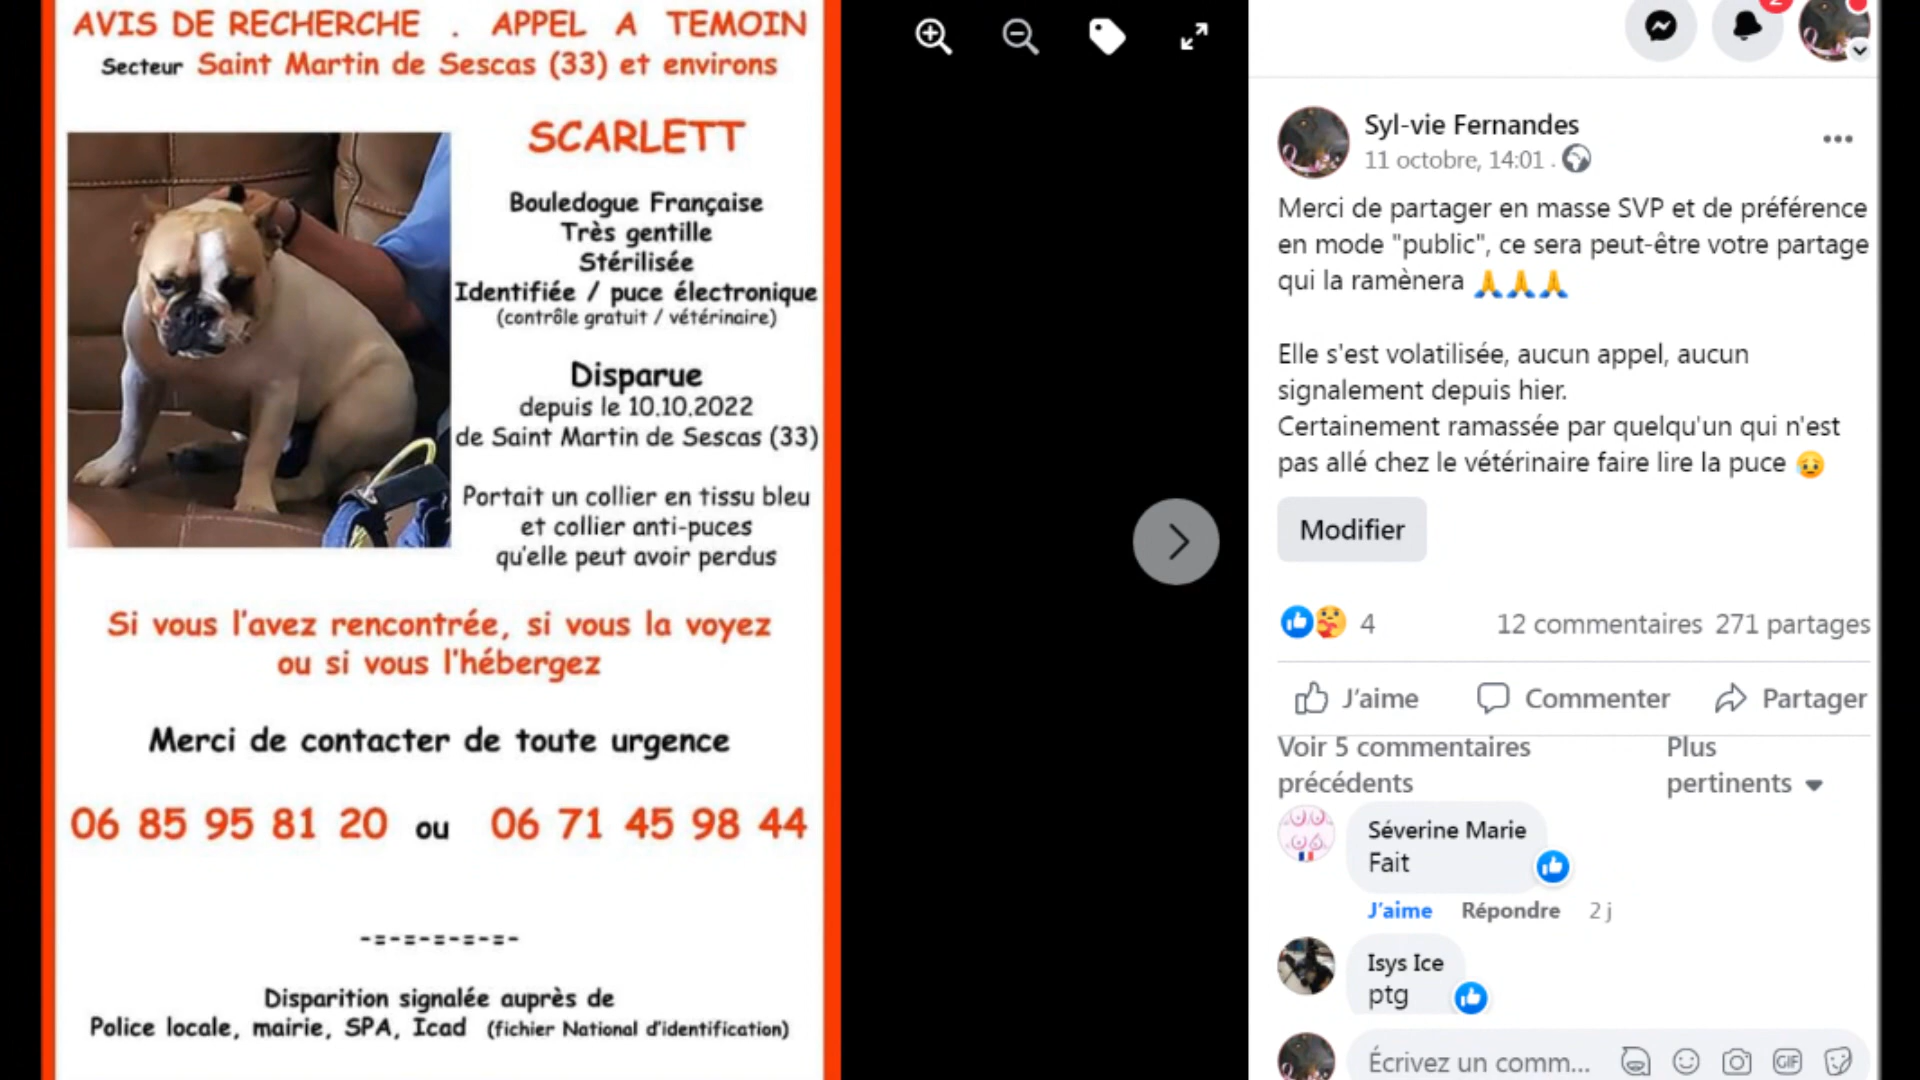 AVIS DE RECHERCHE . APPEL A TEMOIN
Secteur Saint Martin de Sescas (33) et environs
SCARLETT
Bouledogue Française
Très gentille
Stérilisée
Identifiée / puce électronique
(contrôle gratuit / vétérinaire)
Disparue
depuis le 10.10.2022
de Saint Martin de Sescas (33)
Portait un collier en tissu bleu
et collier anti-puces
qu'elle peut avoir perdus
Si vous l'avez rencontrée, si vous la voyez
ou si vous l'hébergez
Merci de contacter de toute urgence
06 85 95 81 20 ou 06 71 45 98 44
-=-=-=-=-=-
Disparition signalée auprès de
Police locale, mairie, SPA, Icad (fichier National d'identification)
2
Syl-vie Fernandes
11 octobre, 14:01 .
Merci de partager en masse SVP et de préférence
en mode "public", ce sera peut-être votre partage
qui la ramènera 🙏🙏🙏
Elle s'est volatilisée, aucun appel, aucun
signalement depuis hier.
Certainement ramassée par quelqu'un qui n'est
pas allé chez le vétérinaire faire lire la puce 😥
Modifier
4 12 commentaires 271 partages
J'aime Commenter Partager
Voir 5 commentaires
précédents
Plus
pertinents
Séverine Marie
Fait
J'aime Répondre 2 j
Isys Ice
ptg
Écrivez un comm...
GIF